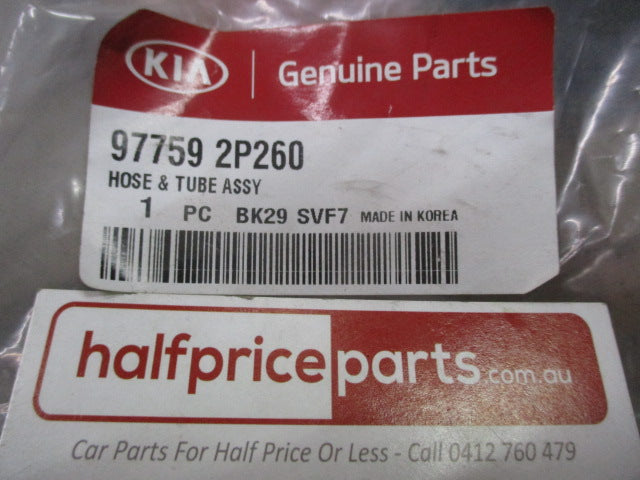 KIA Genuine Parts
97759 2P260
HOSE & TUBE ASSY
1 PC BK29 SVF7 MADE IN KOREA
halfpriceparts.com.au
Car Parts For Half Price Or Less - Call 0412 760 479